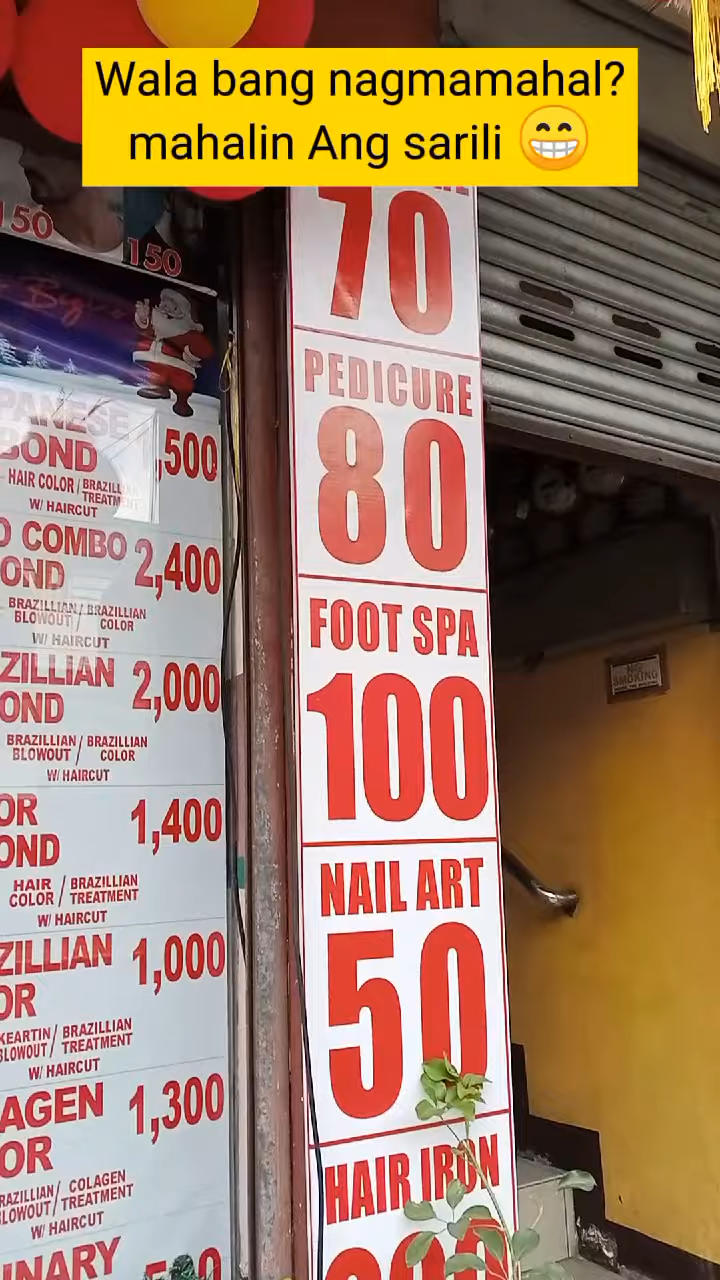 Wala bang nagmamahal?
mahalin Ang sarili 😁
150
150
BOND
HAIR COLOR / BRAZILL
TREATMENT
W/ HAIRCUT
,500
COMBO
OND
2,400
BRAZILLIAN / BRAZILLIAN
BLOWOUT COLOR
W/ HAIRCUT
ZILLIAN
OND
2,000
BRAZILLIAN / BRAZILLIAN
BLOWOUT COLOR
W/ HAIRCUT
OR
OND
1,400
HAIR / BRAZILLIAN
COLOR TREATMENT
W/ HAIRCUT
ZILLIAN
OR
1,000
KEARTIN / BRAZILLIAN
BLOWOUT TREATMENT
W/ HAIRCUT
AGEN
OR
1,300
RAZILLIAN / COLAGEN
BLOWOUT TREATMENT
W/ HAIRCUT
INARY
70
PEDICURE
80
FOOT SPA
100
NAIL ART
50
HAIR IRON
NO
SMOKING